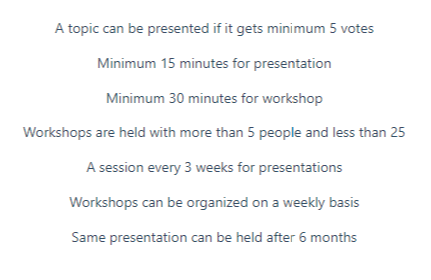 A topic can be presented if it gets minimum 5 votes
Minimum 15 minutes for presentation
Minimum 30 minutes for workshop
Workshops are held with more than 5 people and less than 25
A session every 3 weeks for presentations
Workshops can be organized on a weekly basis
Same presentation can be held after 6 months